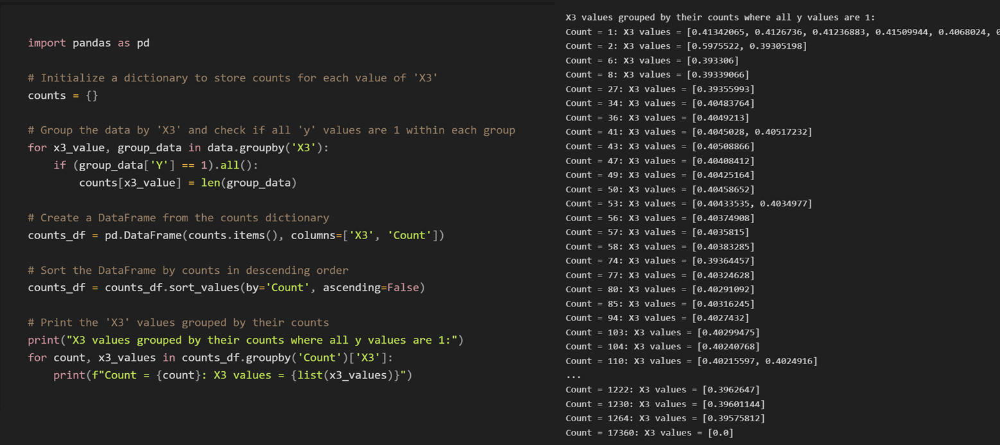 import pandas as pd
# Initialize a dictionary to store counts for each value of 'X3'
counts = {}
# Group the data by 'X3' and check if all 'y' values are 1 within each group
for x3_value, group_data in data.groupby('X3'):
if (group_data['Y'] == 1).all():
counts[x3_value] = len(group_data)
# Create a DataFrame from the counts dictionary
counts_df = pd.DataFrame(counts.items(), columns=['X3', 'Count'])
# Sort the DataFrame by counts in descending order
counts_df = counts_df.sort_values(by='Count', ascending=False)
# Print the 'X3' values grouped by their counts
print("X3 values grouped by their counts where all y values are 1:")
for count, x3_values in counts_df.groupby('Count')['X3']:
print(f"Count = {count}: X3 values = {list(x3_values)}")
X3 values grouped by their counts where all y values are 1:
Count = 1: X3 values = [0.41342065, 0.4126736, 0.41236883, 0.41509944, 0.4068024,
Count = 2: X3 values = [0.5975522, 0.39305198]
Count = 6: X3 values = [0.393306]
Count = 8: X3 values = [0.39339066]
Count = 27: X3 values = [0.39355993]
Count = 34: X3 values = [0.40483764]
Count = 36: X3 values = [0.4049213]
Count = 41: X3 values = [0.4045028, 0.40517232]
Count = 43: X3 values = [0.40508866]
Count = 47: X3 values = [0.40408412]
Count = 49: X3 values = [0.40425164]
Count = 50: X3 values = [0.40458652]
Count = 53: X3 values = [0.40433535, 0.4034977]
Count = 56: X3 values = [0.40374908]
Count = 57: X3 values = [0.4035815]
Count = 58: X3 values = [0.40383285]
Count = 74: X3 values = [0.39364457]
Count = 77: X3 values = [0.40324628]
Count = 80: X3 values = [0.40291092]
Count = 85: X3 values = [0.40316245]
Count = 94: X3 values = [0.4027432]
Count = 103: X3 values = [0.40299475]
Count = 104: X3 values = [0.40240768]
Count = 110: X3 values = [0.40215597, 0.4024916]
...
Count = 1222: X3 values = [0.3962647]
Count = 1230: X3 values = [0.39601144]
Count = 1264: X3 values = [0.39575812]
Count = 17360: X3 values = [0.0]